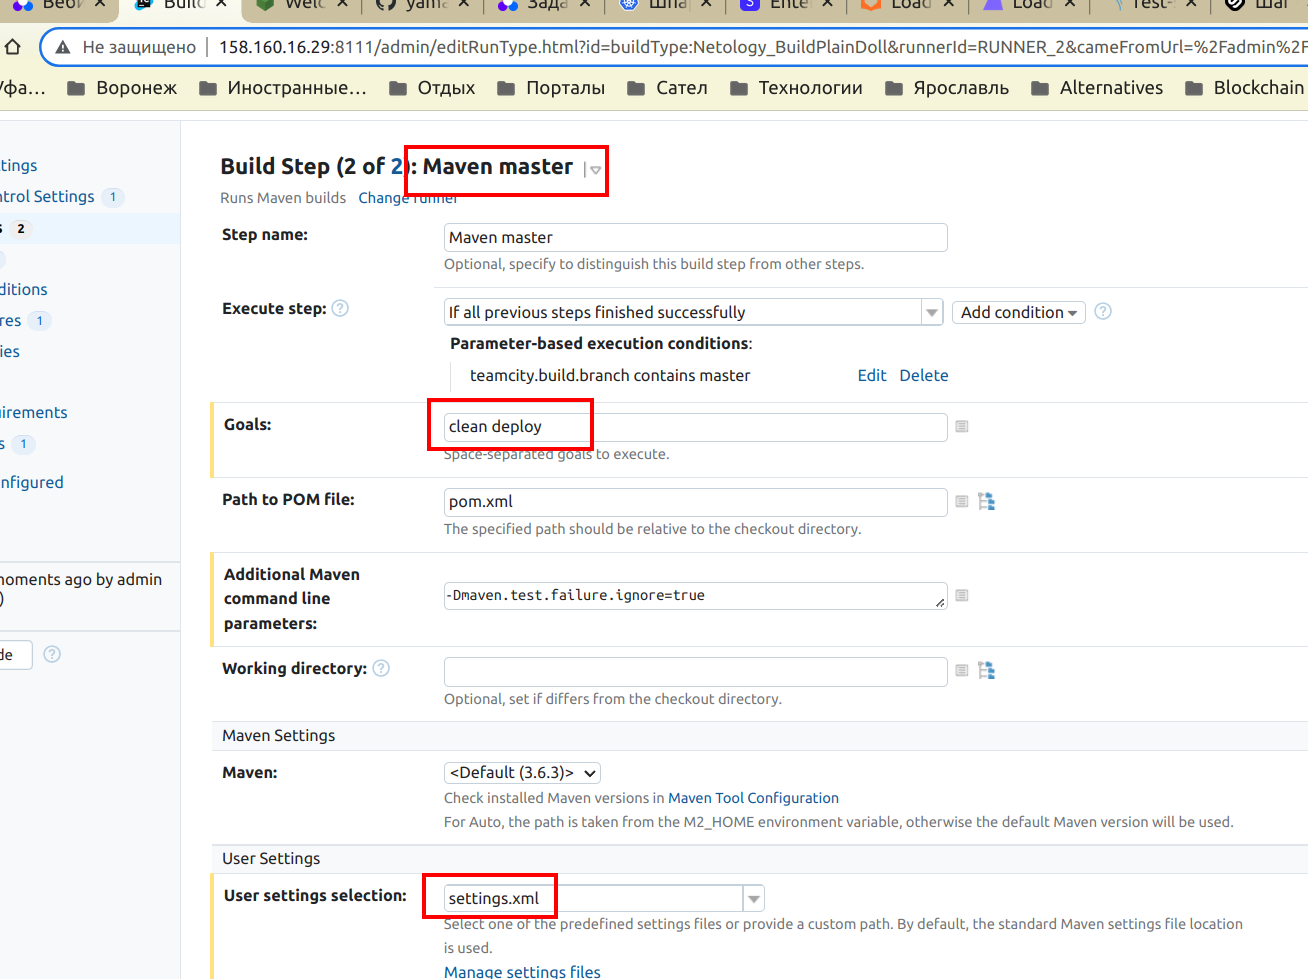 Build
Welc
yama
Зада
Шпа
Ente
Load
Load
Test-
Шаг
Не защищено 158.160.16.29:8111/admin/editRunType.html?id=buildType:Netology_BuildPlainDoll&runnerId=RUNNER_2&cameFromUrl=%2Fadmin%2F
Уфа... Воронеж Иностранные... Отдых Порталы Сател Технологии Ярославль Alternatives Blockchain
Build Step (2 of 2): Maven master
Runs Maven builds Change runner
Step name: Maven master
Optional, specify to distinguish this build step from other steps.
Execute step: If all previous steps finished successfully Add condition
Parameter-based execution conditions:
teamcity.build.branch contains master Edit Delete
Goals: clean deploy
Space-separated goals to execute.
Path to POM file: pom.xml
The specified path should be relative to the checkout directory.
Additional Maven
command line
parameters:
-Dmaven.test.failure.ignore=true
Working directory:
Optional, set if differs from the checkout directory.
Maven Settings
Maven: <Default (3.6.3)>
Check installed Maven versions in Maven Tool Configuration
For Auto, the path is taken from the M2_HOME environment variable, otherwise the default Maven version will be used.
User Settings
User settings selection: settings.xml
Select one of the predefined settings files or provide a custom path. By default, the standard Maven settings file location
is used.
Manage settings files
tings
ntrol Settings 1
s 2
ditions
res 1
ies
uirements
s 1
nfigured
moments ago by admin
)
de